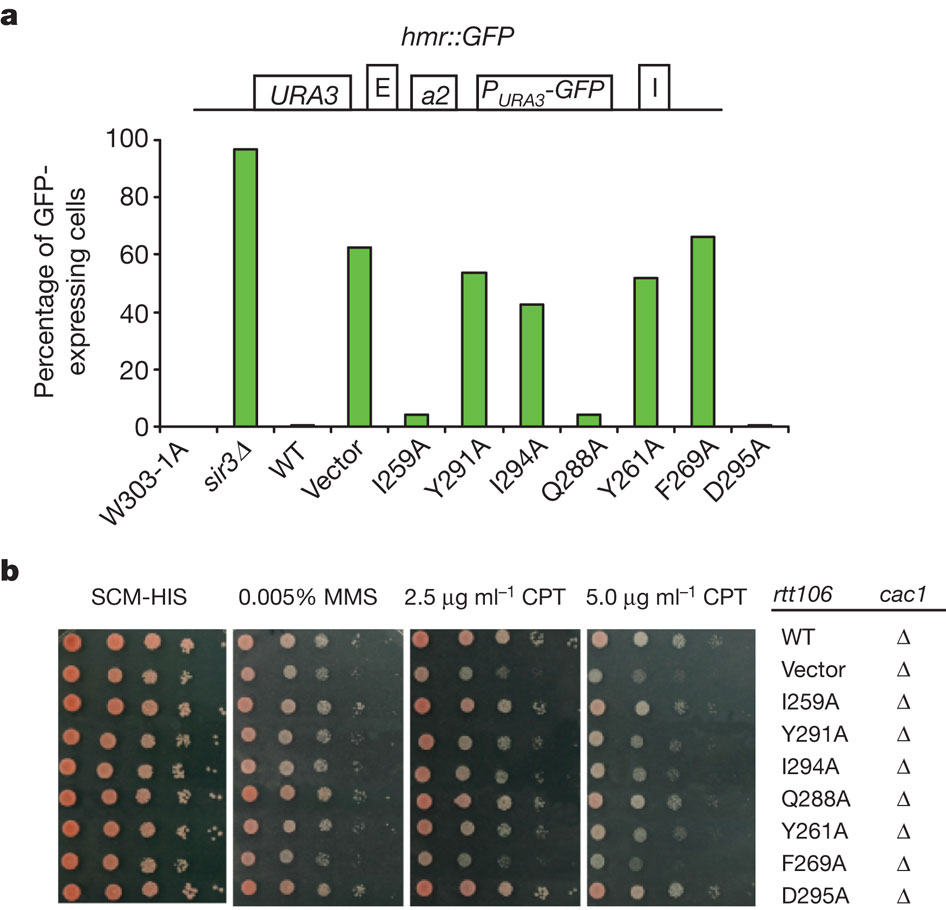 a
hmr::GFP
URA3 E a2 PURA3-GFP I
Percentage of GFP-
expressing cells
100
80
60
40
20
0
W303-1A sir3Δ WT Vector I259A Y291A I294A Q288A Y261A F269A D295A
b
SCM-HIS 0.005% MMS 2.5 μg ml–1 CPT 5.0 μg ml–1 CPT rtt106 cac1
WT Δ
Vector Δ
I259A Δ
Y291A Δ
I294A Δ
Q288A Δ
Y261A Δ
F269A Δ
D295A Δ